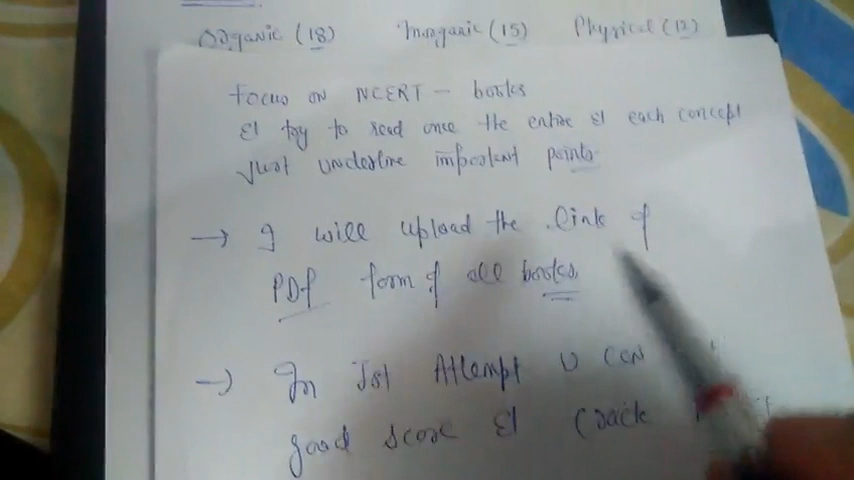 Organic (18) Inorganic (15) Physical (12)
Focus ON NCERT - books
& try to read once the entire & each concept
Just underline important points.
→ I will upload the link of
PDf form of all books
→ In Ist Attempt U can
good score & crack